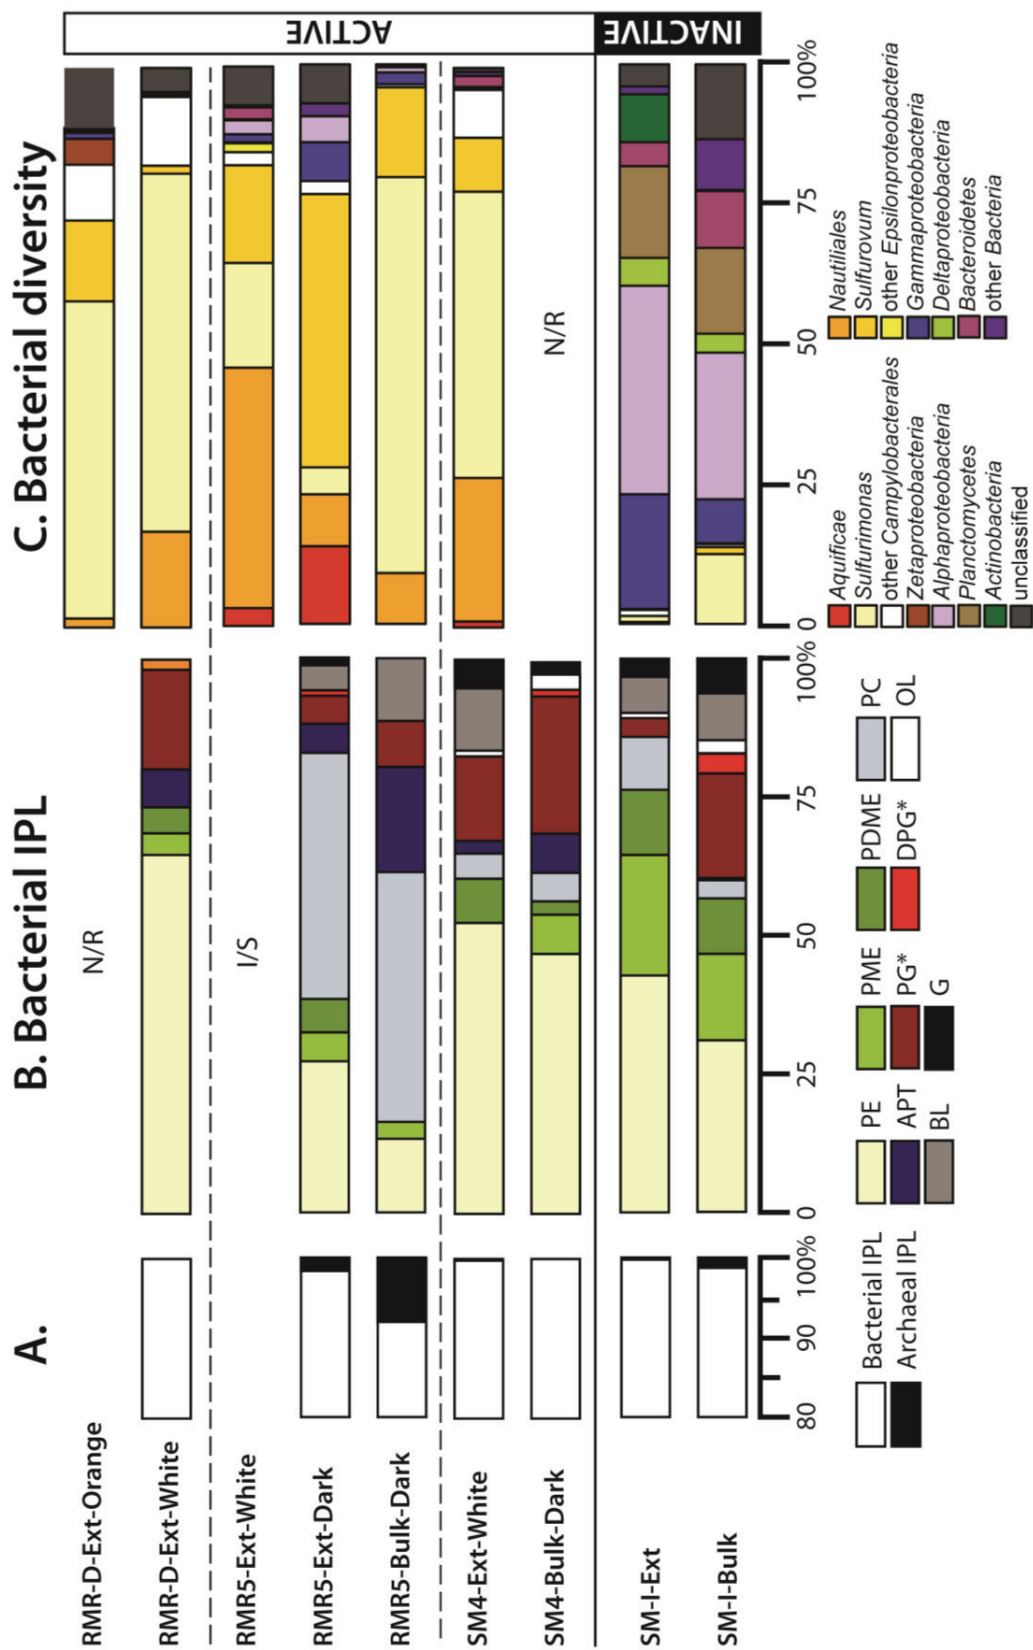 A.
B. Bacterial IPL
C. Bacterial diversity
RMR-D-Ext-Orange
N/R
RMR-D-Ext-White
RMR5-Ext-White
I/S
RMR5-Ext-Dark
RMR5-Bulk-Dark
SM4-Ext-White
SM4-Bulk-Dark
N/R
SM-I-Ext
SM-I-Bulk
ACTIVE
INACTIVE
80 90 100%
0 25 50 75 100%
0 25 50 75 100%
Bacterial IPL
Archaeal IPL
PE PME PDME PC
APT PG* DPG* OL
BL G
Aquificae Nautiliales
Sulfurimonas Sulfurovum
other Campylobacterales other Epsilonproteobacteria
Zetaproteobacteria Gammaproteobacteria
Alphaproteobacteria Deltaproteobacteria
Planctomycetes Bacteroidetes
Actinobacteria other Bacteria
unclassified